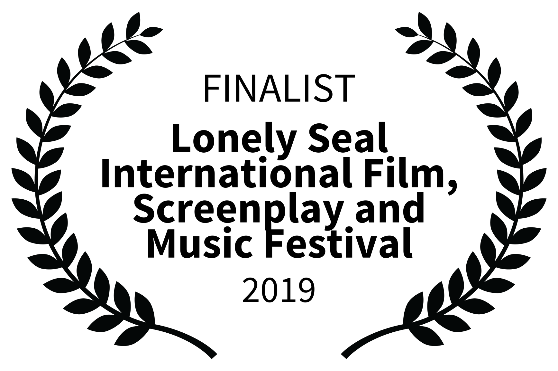 FINALIST
Lonely Seal
International Film,
Screenplay and
Music Festival
2019